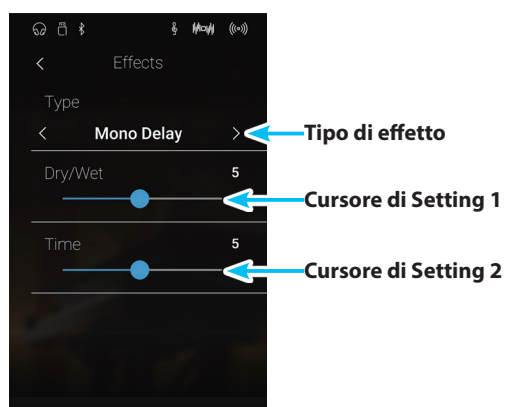 Effects
Type
Mono Delay
Tipo di effetto
Dry/Wet 5
Cursore di Setting 1
Time 5
Cursore di Setting 2